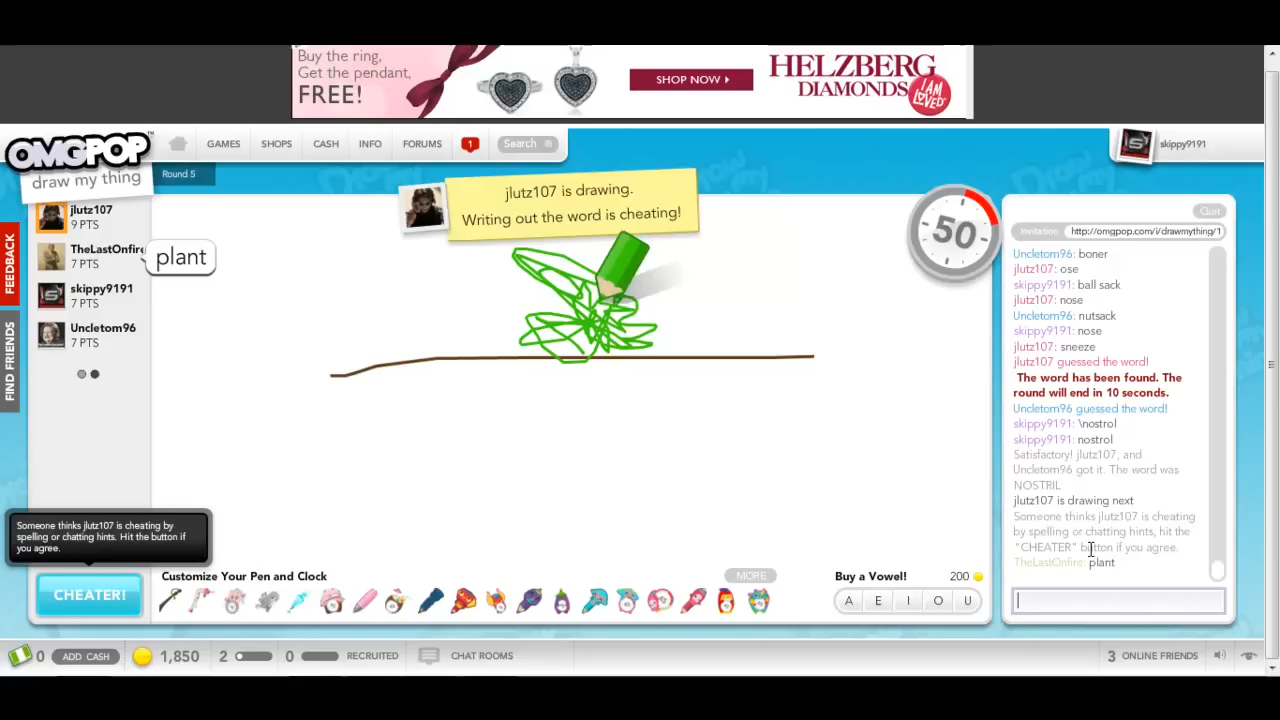 Buy the ring,
Get the pendant,
FREE!
SHOP NOW
HELZBERG
DIAMONDS
I AM
LOVED
OMGPOP
draw my thing
GAMES
SHOPS
CASH
INFO
FORUMS
1
Search
skippy9191
Round 5
jlutz107
9 PTS
TheLastOnfire
7 PTS
plant
skippy9191
7 PTS
Uncletom96
7 PTS
FEEDBACK
FIND FRIENDS
jlutz107 is drawing.
Writing out the word is cheating!
50
Quit
Invitation
http://omgpop.com/i/drawmything/1
Uncletom96: boner
jlutz107: ose
skippy9191: ball sack
jlutz107: nose
Uncletom96: nutsack
skippy9191: nose
jlutz107: sneeze
jlutz107 guessed the word!
The word has been found. The
round will end in 10 seconds.
Uncletom96 guessed the word!
skippy9191: \nostrol
skippy9191: nostrol
Satisfactory! jlutz107, and
Uncletom96 got it. The word was
NOSTRIL
jlutz107 is drawing next
Someone thinks jlutz107 is cheating
by spelling or chatting hints, hit the
"CHEATER" button if you agree.
TheLastOnfire: plant
Someone thinks jlutz107 is cheating by
spelling or chatting hints. Hit the button if
you agree.
CHEATER!
Customize Your Pen and Clock
MORE
Buy a Vowel!
200
A E I O U
0
ADD CASH
1,850
2
0
RECRUITED
CHAT ROOMS
3 ONLINE FRIENDS